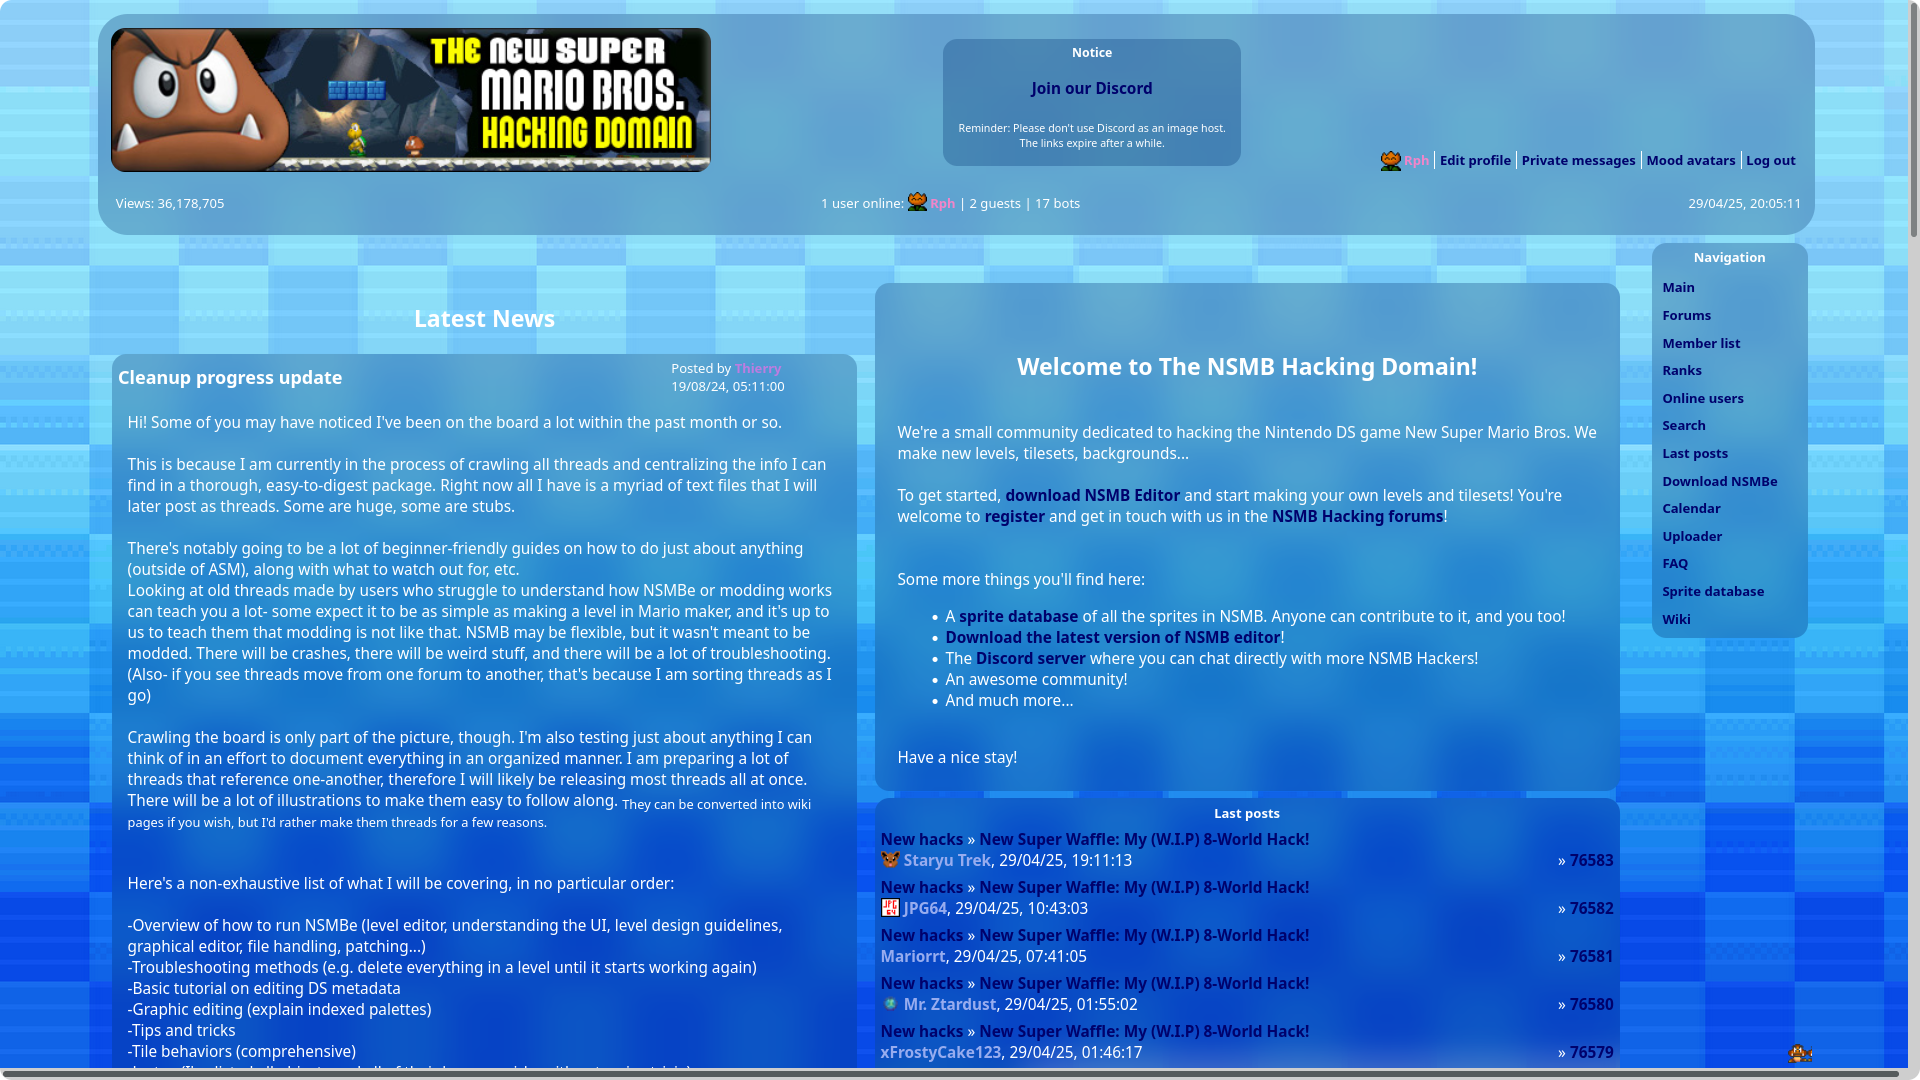 THE NEW SUPER
MARIO BROS.
HACKING DOMAIN
Notice
Join our Discord
Reminder: Please don't use Discord as an image host.
The links expire after a while.
Rph Edit profile Private messages Mood avatars Log out
Views: 36,178,705
1 user online: Rph | 2 guests | 17 bots
29/04/25, 20:05:11
Latest News
Cleanup progress update
Posted by Thierry
19/08/24, 05:11:00
Hi! Some of you may have noticed I've been on the board a lot within the past month or so.
This is because I am currently in the process of crawling all threads and centralizing the info I can
find in a thorough, easy-to-digest package. Right now all I have is a myriad of text files that I will
later post as threads. Some are huge, some are stubs.
There's notably going to be a lot of beginner-friendly guides on how to do just about anything
(outside of ASM), along with what to watch out for, etc.
Looking at old threads made by users who struggle to understand how NSMBe or modding works
can teach you a lot- some expect it to be as simple as making a level in Mario maker, and it's up to
us to teach them that modding is not like that. NSMB may be flexible, but it wasn't meant to be
modded. There will be crashes, there will be weird stuff, and there will be a lot of troubleshooting.
(Also- if you see threads move from one forum to another, that's because I am sorting threads as I
go)
Crawling the board is only part of the picture, though. I'm also testing just about anything I can
think of in an effort to document everything in an organized manner. I am preparing a lot of
threads that reference one-another, therefore I will likely be releasing most threads all at once.
There will be a lot of illustrations to make them easy to follow along. They can be converted into wiki
pages if you wish, but I'd rather make them threads for a few reasons.
Here's a non-exhaustive list of what I will be covering, in no particular order:
-Overview of how to run NSMBe (level editor, understanding the UI, level design guidelines,
graphical editor, file handling, patching...)
-Troubleshooting methods (e.g. delete everything in a level until it starts working again)
-Basic tutorial on editing DS metadata
-Graphic editing (explain indexed palettes)
-Tips and tricks
-Tile behaviors (comprehensive)
Welcome to The NSMB Hacking Domain!
We're a small community dedicated to hacking the Nintendo DS game New Super Mario Bros. We
make new levels, tilesets, backgrounds...
To get started, download NSMB Editor and start making your own levels and tilesets! You're
welcome to register and get in touch with us in the NSMB Hacking forums!
Some more things you'll find here:
• A sprite database of all the sprites in NSMB. Anyone can contribute to it, and you too!
• Download the latest version of NSMB editor!
• The Discord server where you can chat directly with more NSMB Hackers!
• An awesome community!
• And much more...
Have a nice stay!
Last posts
New hacks » New Super Waffle: My (W.I.P) 8-World Hack!
Staryu Trek, 29/04/25, 19:11:13 » 76583
New hacks » New Super Waffle: My (W.I.P) 8-World Hack!
JPG64, 29/04/25, 10:43:03 » 76582
New hacks » New Super Waffle: My (W.I.P) 8-World Hack!
Mariorrt, 29/04/25, 07:41:05 » 76581
New hacks » New Super Waffle: My (W.I.P) 8-World Hack!
Mr. Ztardust, 29/04/25, 01:55:02 » 76580
New hacks » New Super Waffle: My (W.I.P) 8-World Hack!
xFrostyCake123, 29/04/25, 01:46:17 » 76579
Navigation
Main
Forums
Member list
Ranks
Online users
Search
Last posts
Download NSMBe
Calendar
Uploader
FAQ
Sprite database
Wiki